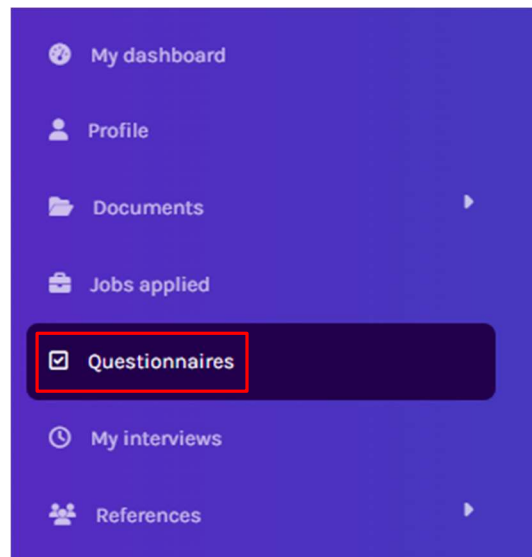 My dashboard
Profile
Documents
Jobs applied
Questionnaires
My interviews
References